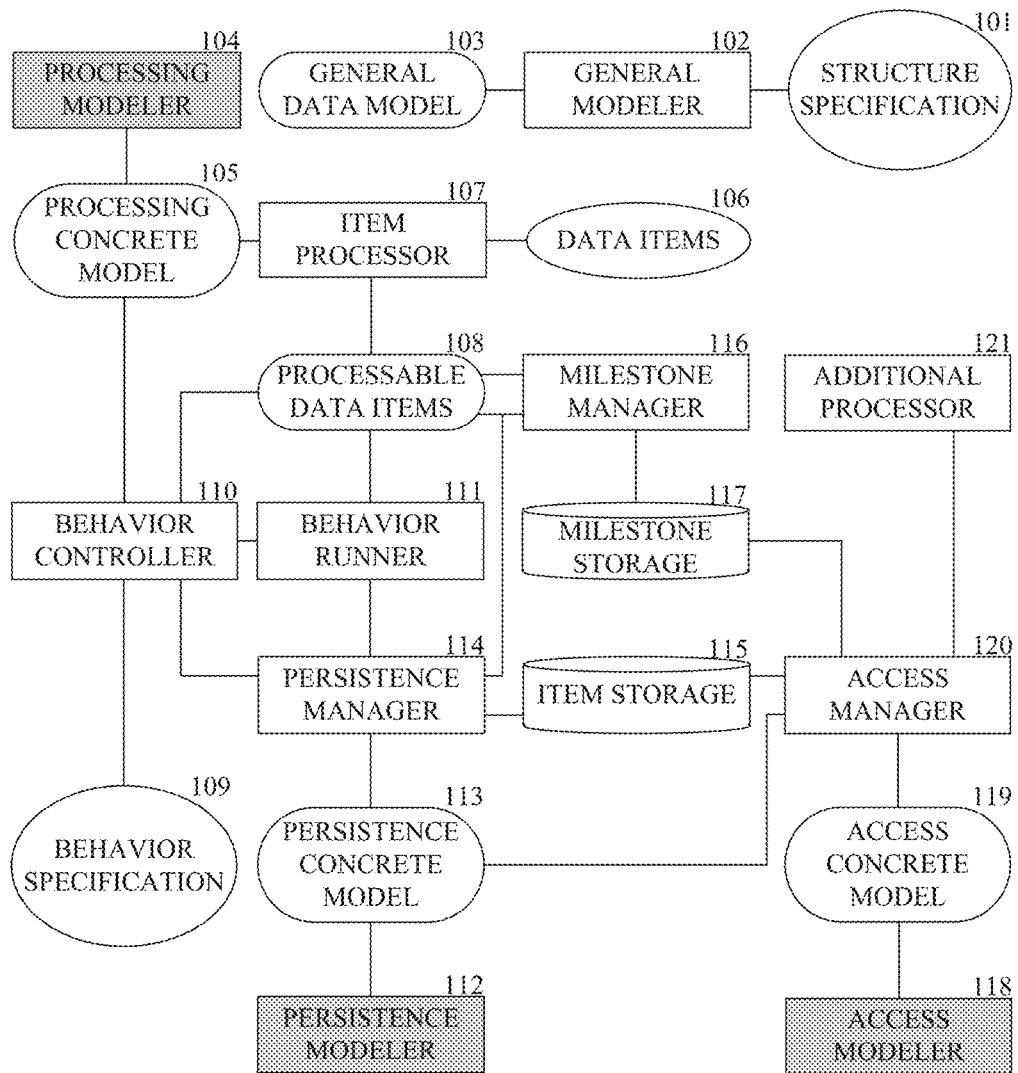 104
PROCESSING
MODELER
103
GENERAL
DATA MODEL
102
GENERAL
MODELER
101
STRUCTURE
SPECIFICATION
105
PROCESSING
CONCRETE
MODEL
107
ITEM
PROCESSOR
106
DATA ITEMS
108
PROCESSABLE
DATA ITEMS
116
MILESTONE
MANAGER
121
ADDITIONAL
PROCESSOR
110
BEHAVIOR
CONTROLLER
111
BEHAVIOR
RUNNER
117
MILESTONE
STORAGE
114
PERSISTENCE
MANAGER
115
ITEM STORAGE
120
ACCESS
MANAGER
109
BEHAVIOR
SPECIFICATION
113
PERSISTENCE
CONCRETE
MODEL
119
ACCESS
CONCRETE
MODEL
112
PERSISTENCE
MODELER
118
ACCESS
MODELER